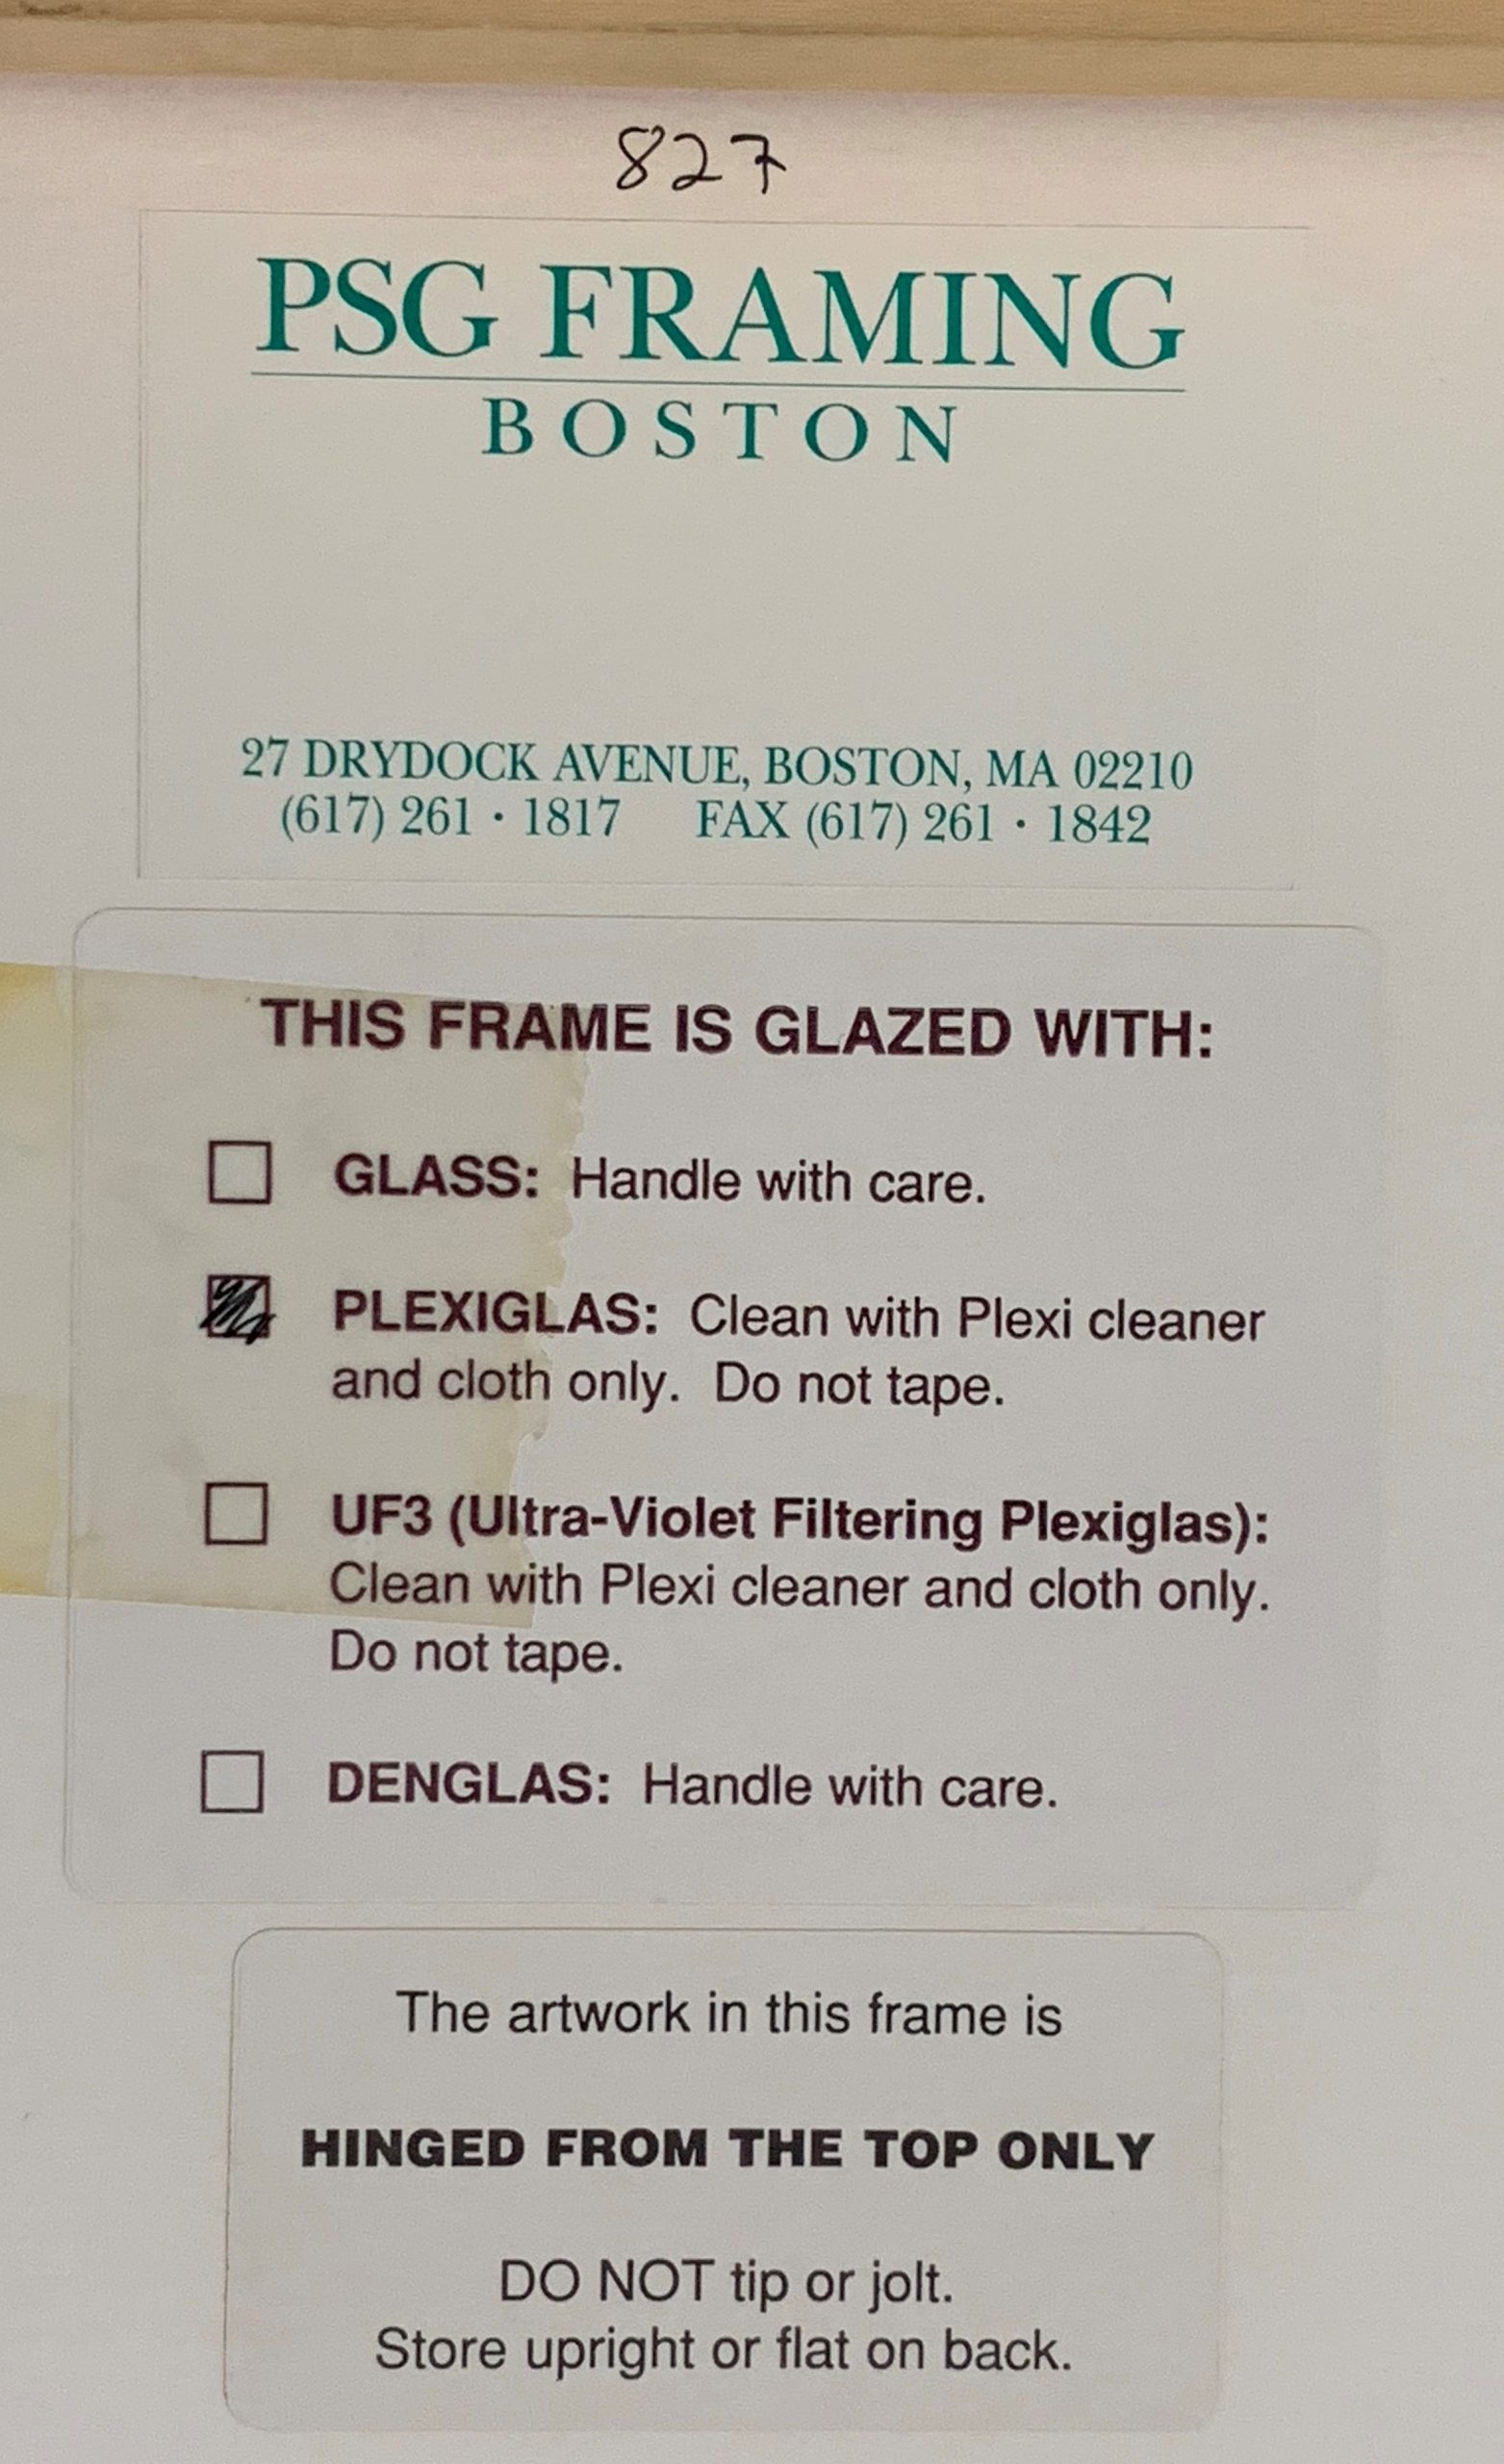 827
PSG FRAMING
BOSTON
27 DRYDOCK AVENUE, BOSTON, MA 02210
(617) 261 · 1817 FAX (617) 261 · 1842
THIS FRAME IS GLAZED WITH:
GLASS: Handle with care.
PLEXIGLAS: Clean with Plexi cleaner
and cloth only. Do not tape.
UF3 (Ultra-Violet Filtering Plexiglas):
Clean with Plexi cleaner and cloth only.
Do not tape.
DENGLAS: Handle with care.
The artwork in this frame is
HINGED FROM THE TOP ONLY
DO NOT tip or jolt.
Store upright or flat on back.